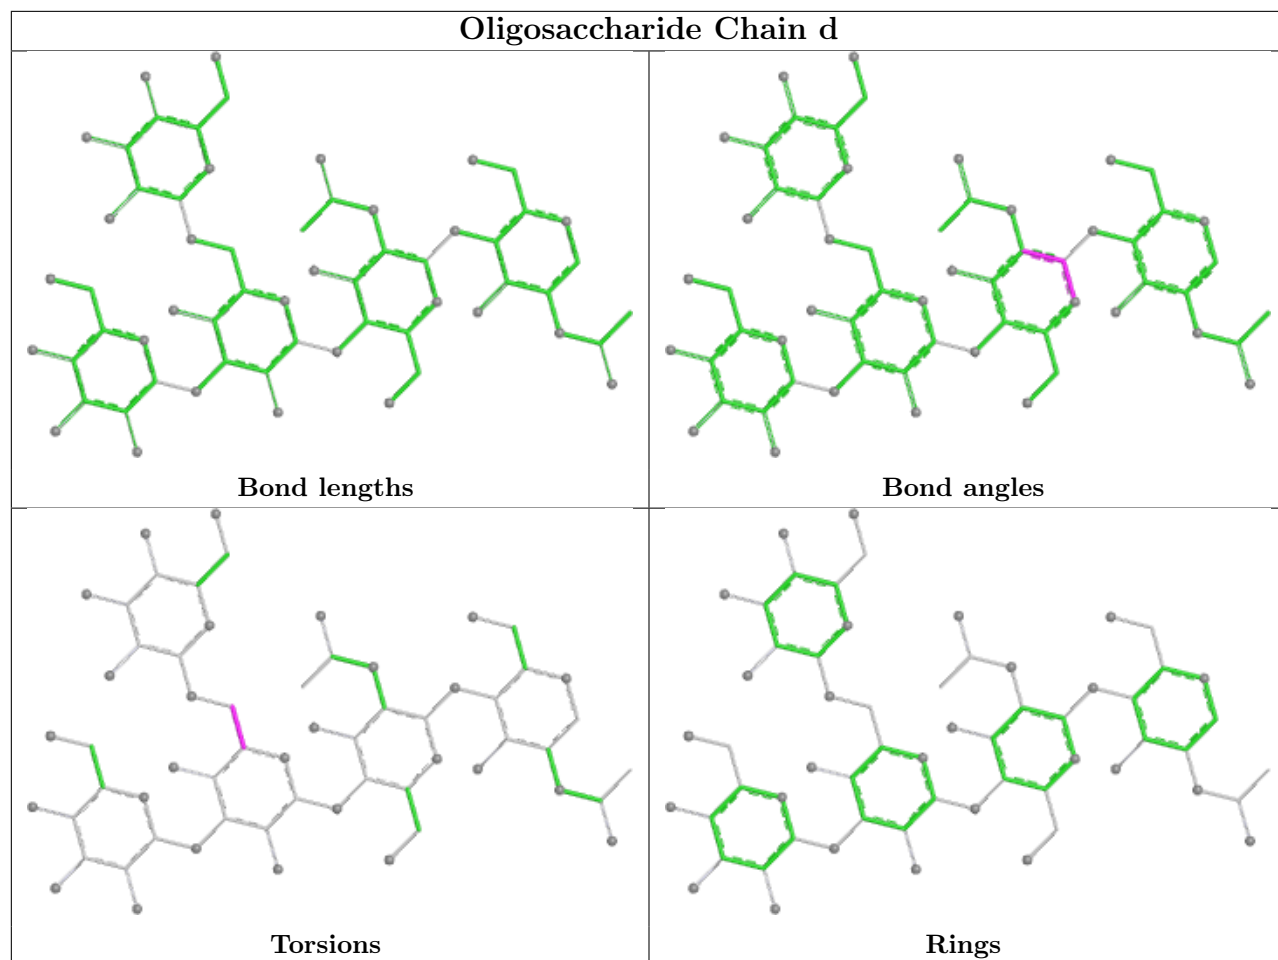 Oligosaccharide Chain d
Bond lengths
Bond angles
Torsions
Rings